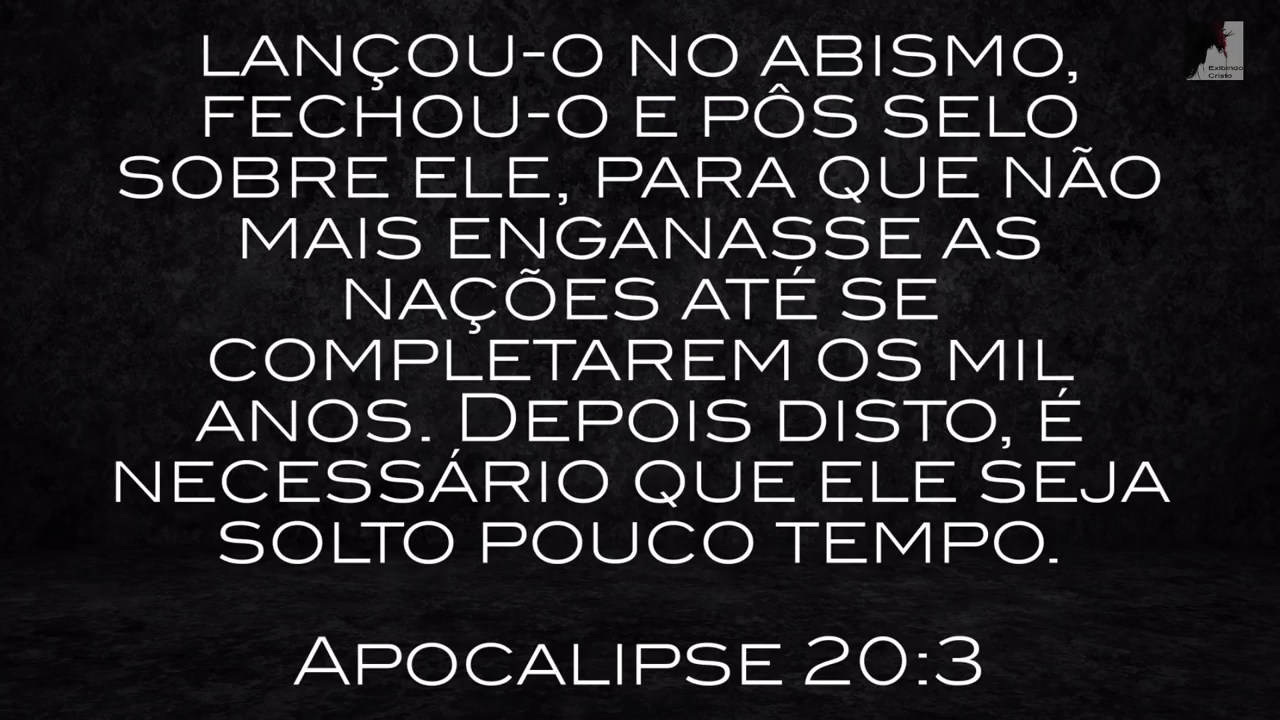 LANÇOU-O NO ABISMO,
FECHOU-O E PÔS SELO
SOBRE ELE, PARA QUE NÃO
MAIS ENGANASSE AS
NAÇÕES ATÉ SE
COMPLETAREM OS MIL
ANOS. DEPOIS DISTO, É
NECESSÁRIO QUE ELE SEJA
SOLTO POUCO TEMPO.
APOCALIPSE 20:3
Exibindo
Cristo